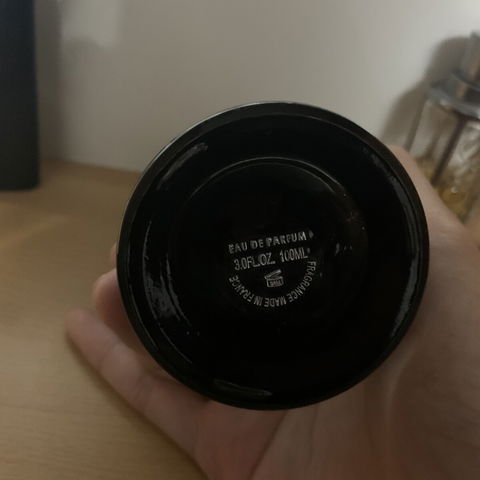 EAU DE PARFUM
3.0FL.OZ. 100ML
FRAGRANCE MADE IN FRANCE